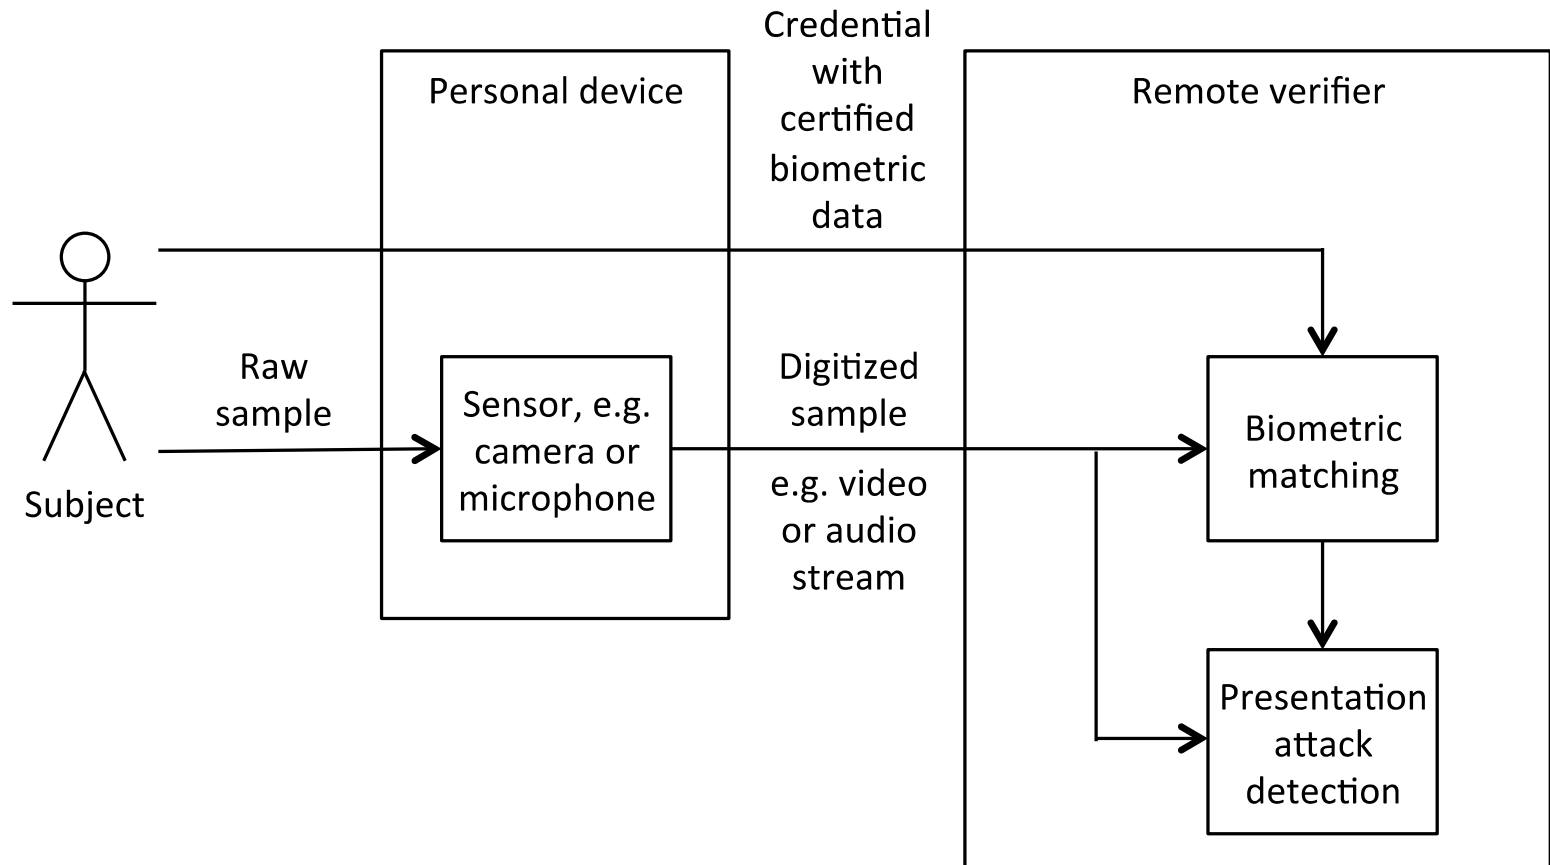 Credential
with
certified
biometric
data
Personal device
Remote verifier
Raw
sample
Subject
Sensor, e.g.
camera or
microphone
Digitized
sample
e.g. video
or audio
stream
Biometric
matching
Presentation
attack
detection